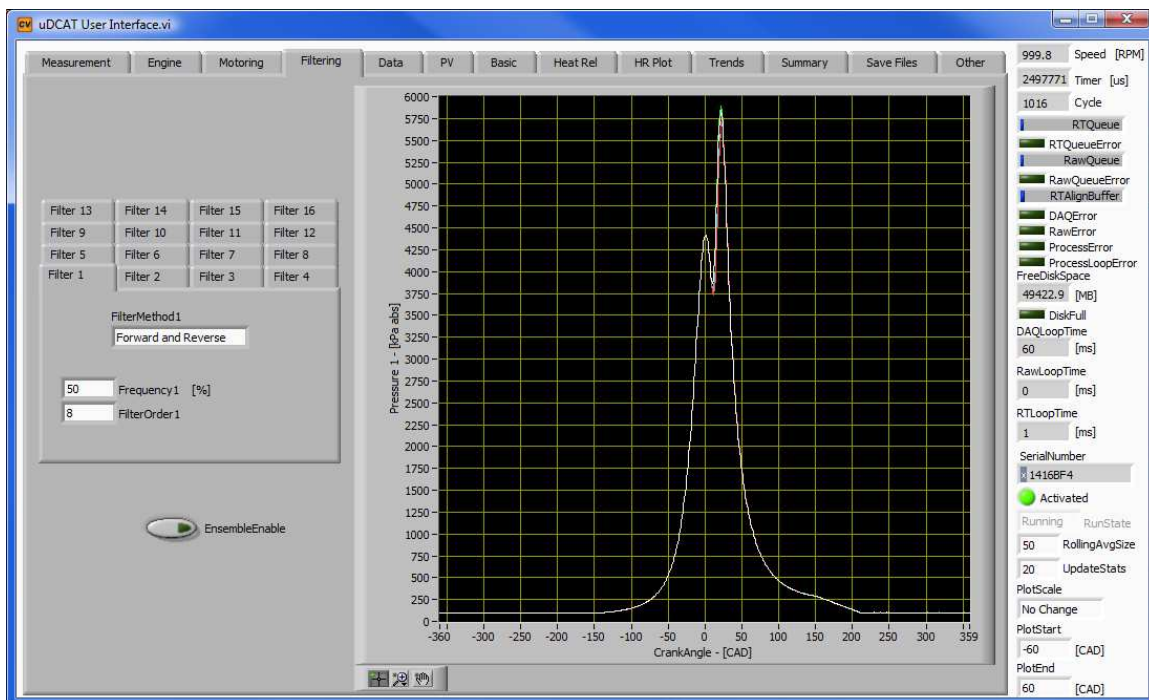 uDCAT User Interface.vi
Measurement Engine Motoring Filtering Data PV Basic Heat Rel HR Plot Trends Summary Save Files Other
Filter 13 Filter 14 Filter 15 Filter 16
Filter 9 Filter 10 Filter 11 Filter 12
Filter 5 Filter 6 Filter 7 Filter 8
Filter 1 Filter 2 Filter 3 Filter 4
FilterMethod1
Forward and Reverse
50 Frequency1 [%]
8 FilterOrder1
EnsembleEnable
Pressure 1 - [kPa abs]
6000
5750
5500
5250
5000
4750
4500
4250
4000
3750
3500
3250
3000
2750
2500
2250
2000
1750
1500
1250
1000
750
500
250
0
-360 -300 -250 -200 -150 -100 -50 0 50 100 150 200 250 300 359
CrankAngle - [CAD]
999.8 Speed [RPM]
2497771 Timer [us]
1016 Cycle
RTQueue
RTQueueError
RawQueue
RawQueueError
RTAlignBuffer
DAQError
RawError
ProcessError
ProcessLoopError
FreeDiskSpace
49422.9 [MB]
DiskFull
DAQLoopTime
60 [ms]
RawLoopTime
0 [ms]
RTLoopTime
1 [ms]
SerialNumber
x 1416BF4
Activated
Running RunState
50 RollingAvgSize
20 UpdateStats
PlotScale
No Change
PlotStart
-60 [CAD]
PlotEnd
60 [CAD]